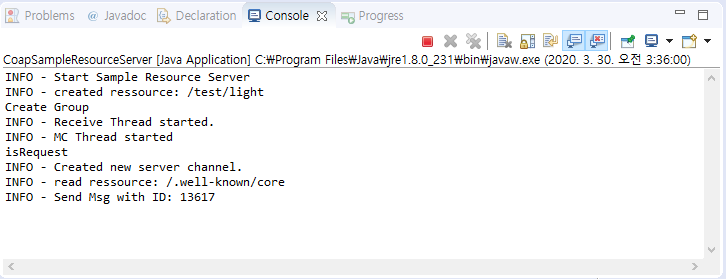 Problems @ Javadoc Declaration Console Progress
CoapSampleResourceServer [Java Application] C:₩Program Files₩Java₩jre1.8.0_231₩bin₩javaw.exe (2020. 3. 30. 오전 3:36:00)
INFO - Start Sample Resource Server
INFO - created ressource: /test/light
Create Group
INFO - Receive Thread started.
INFO - MC Thread started
isRequest
INFO - Created new server channel.
INFO - read ressource: /.well-known/core
INFO - Send Msg with ID: 13617